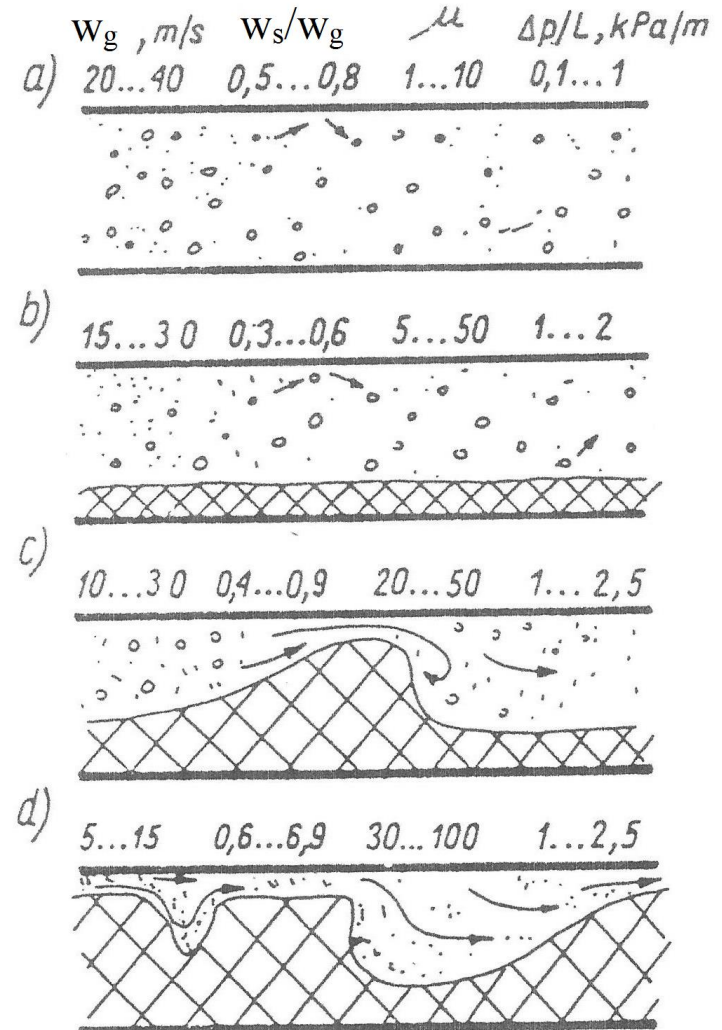 Wg , m/s Ws/Wg μ Δp/L, kPa/m
a) 20...40 0,5...0,8 1...10 0,1...1
b) 15...30 0,3...0,6 5...50 1...2
c) 10...30 0,4...0,9 20...50 1...2,5
d) 5...15 0,6...6,9 30...100 1...2,5